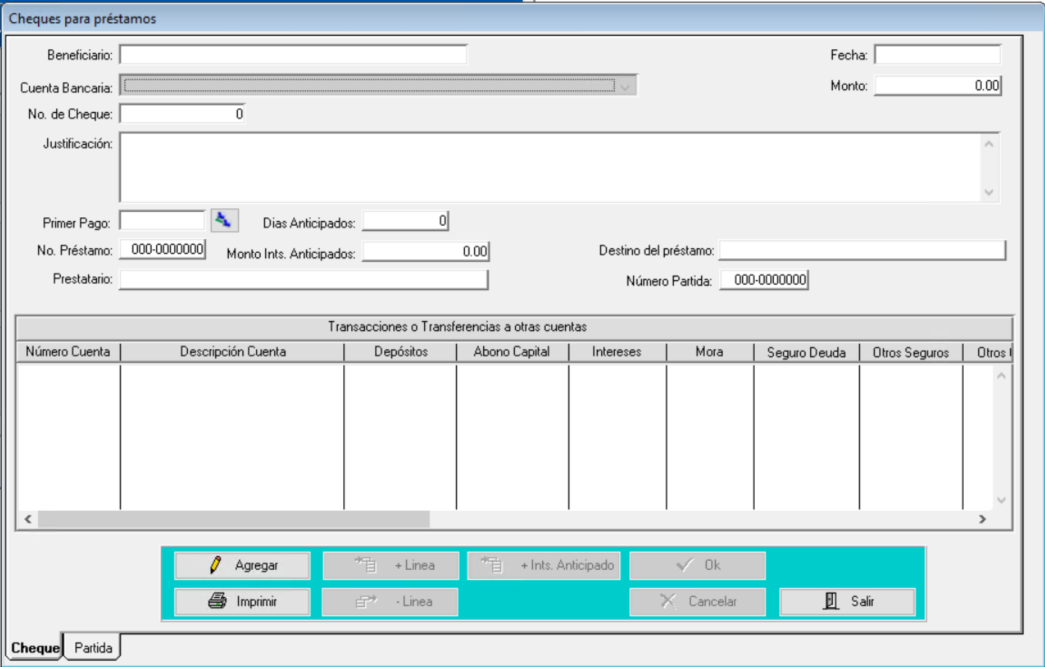 Cheques para préstamos
Beneficiario: Fecha:
Cuenta Bancaria: Monto: 0.00
No. de Cheque: 0
Justificación:
Primer Pago: Dias Anticipados: 0
No. Préstamo: 000-0000000 Monto Ints. Anticipados: 0.00 Destino del préstamo:
Prestatario: Número Partida: 000-0000000
Transacciones o Transferencias a otras cuentas
Número Cuenta Descripción Cuenta Depósitos Abono Capital Intereses Mora Seguro Deuda Otros Seguros Otros
Agregar + Linea + Ints. Anticipado Ok
Imprimir - Linea Cancelar Salir
Cheque Partida